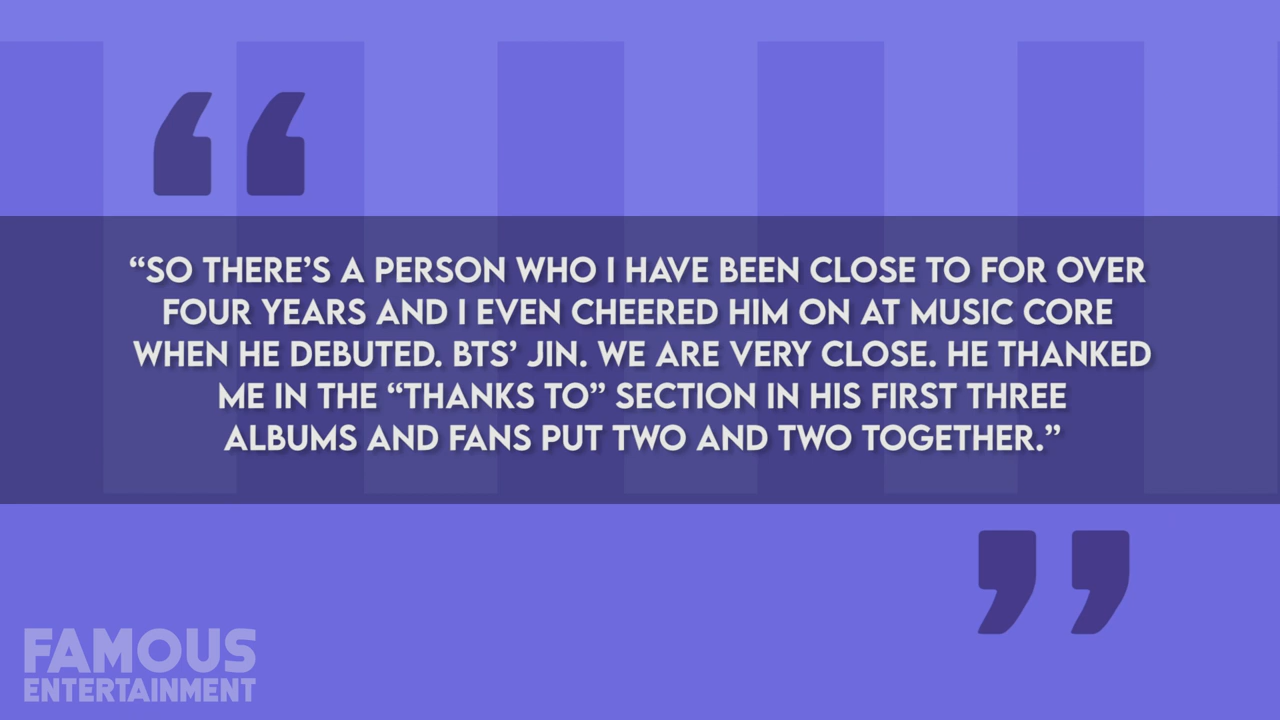 “SO THERE’S A PERSON WHO I HAVE BEEN CLOSE TO FOR OVER
FOUR YEARS AND I EVEN CHEERED HIM ON AT MUSIC CORE
WHEN HE DEBUTED. BTS’ JIN. WE ARE VERY CLOSE. HE THANKED
ME IN THE “THANKS TO” SECTION IN HIS FIRST THREE
ALBUMS AND FANS PUT TWO AND TWO TOGETHER.”
FAMOUS
ENTERTAINMENT